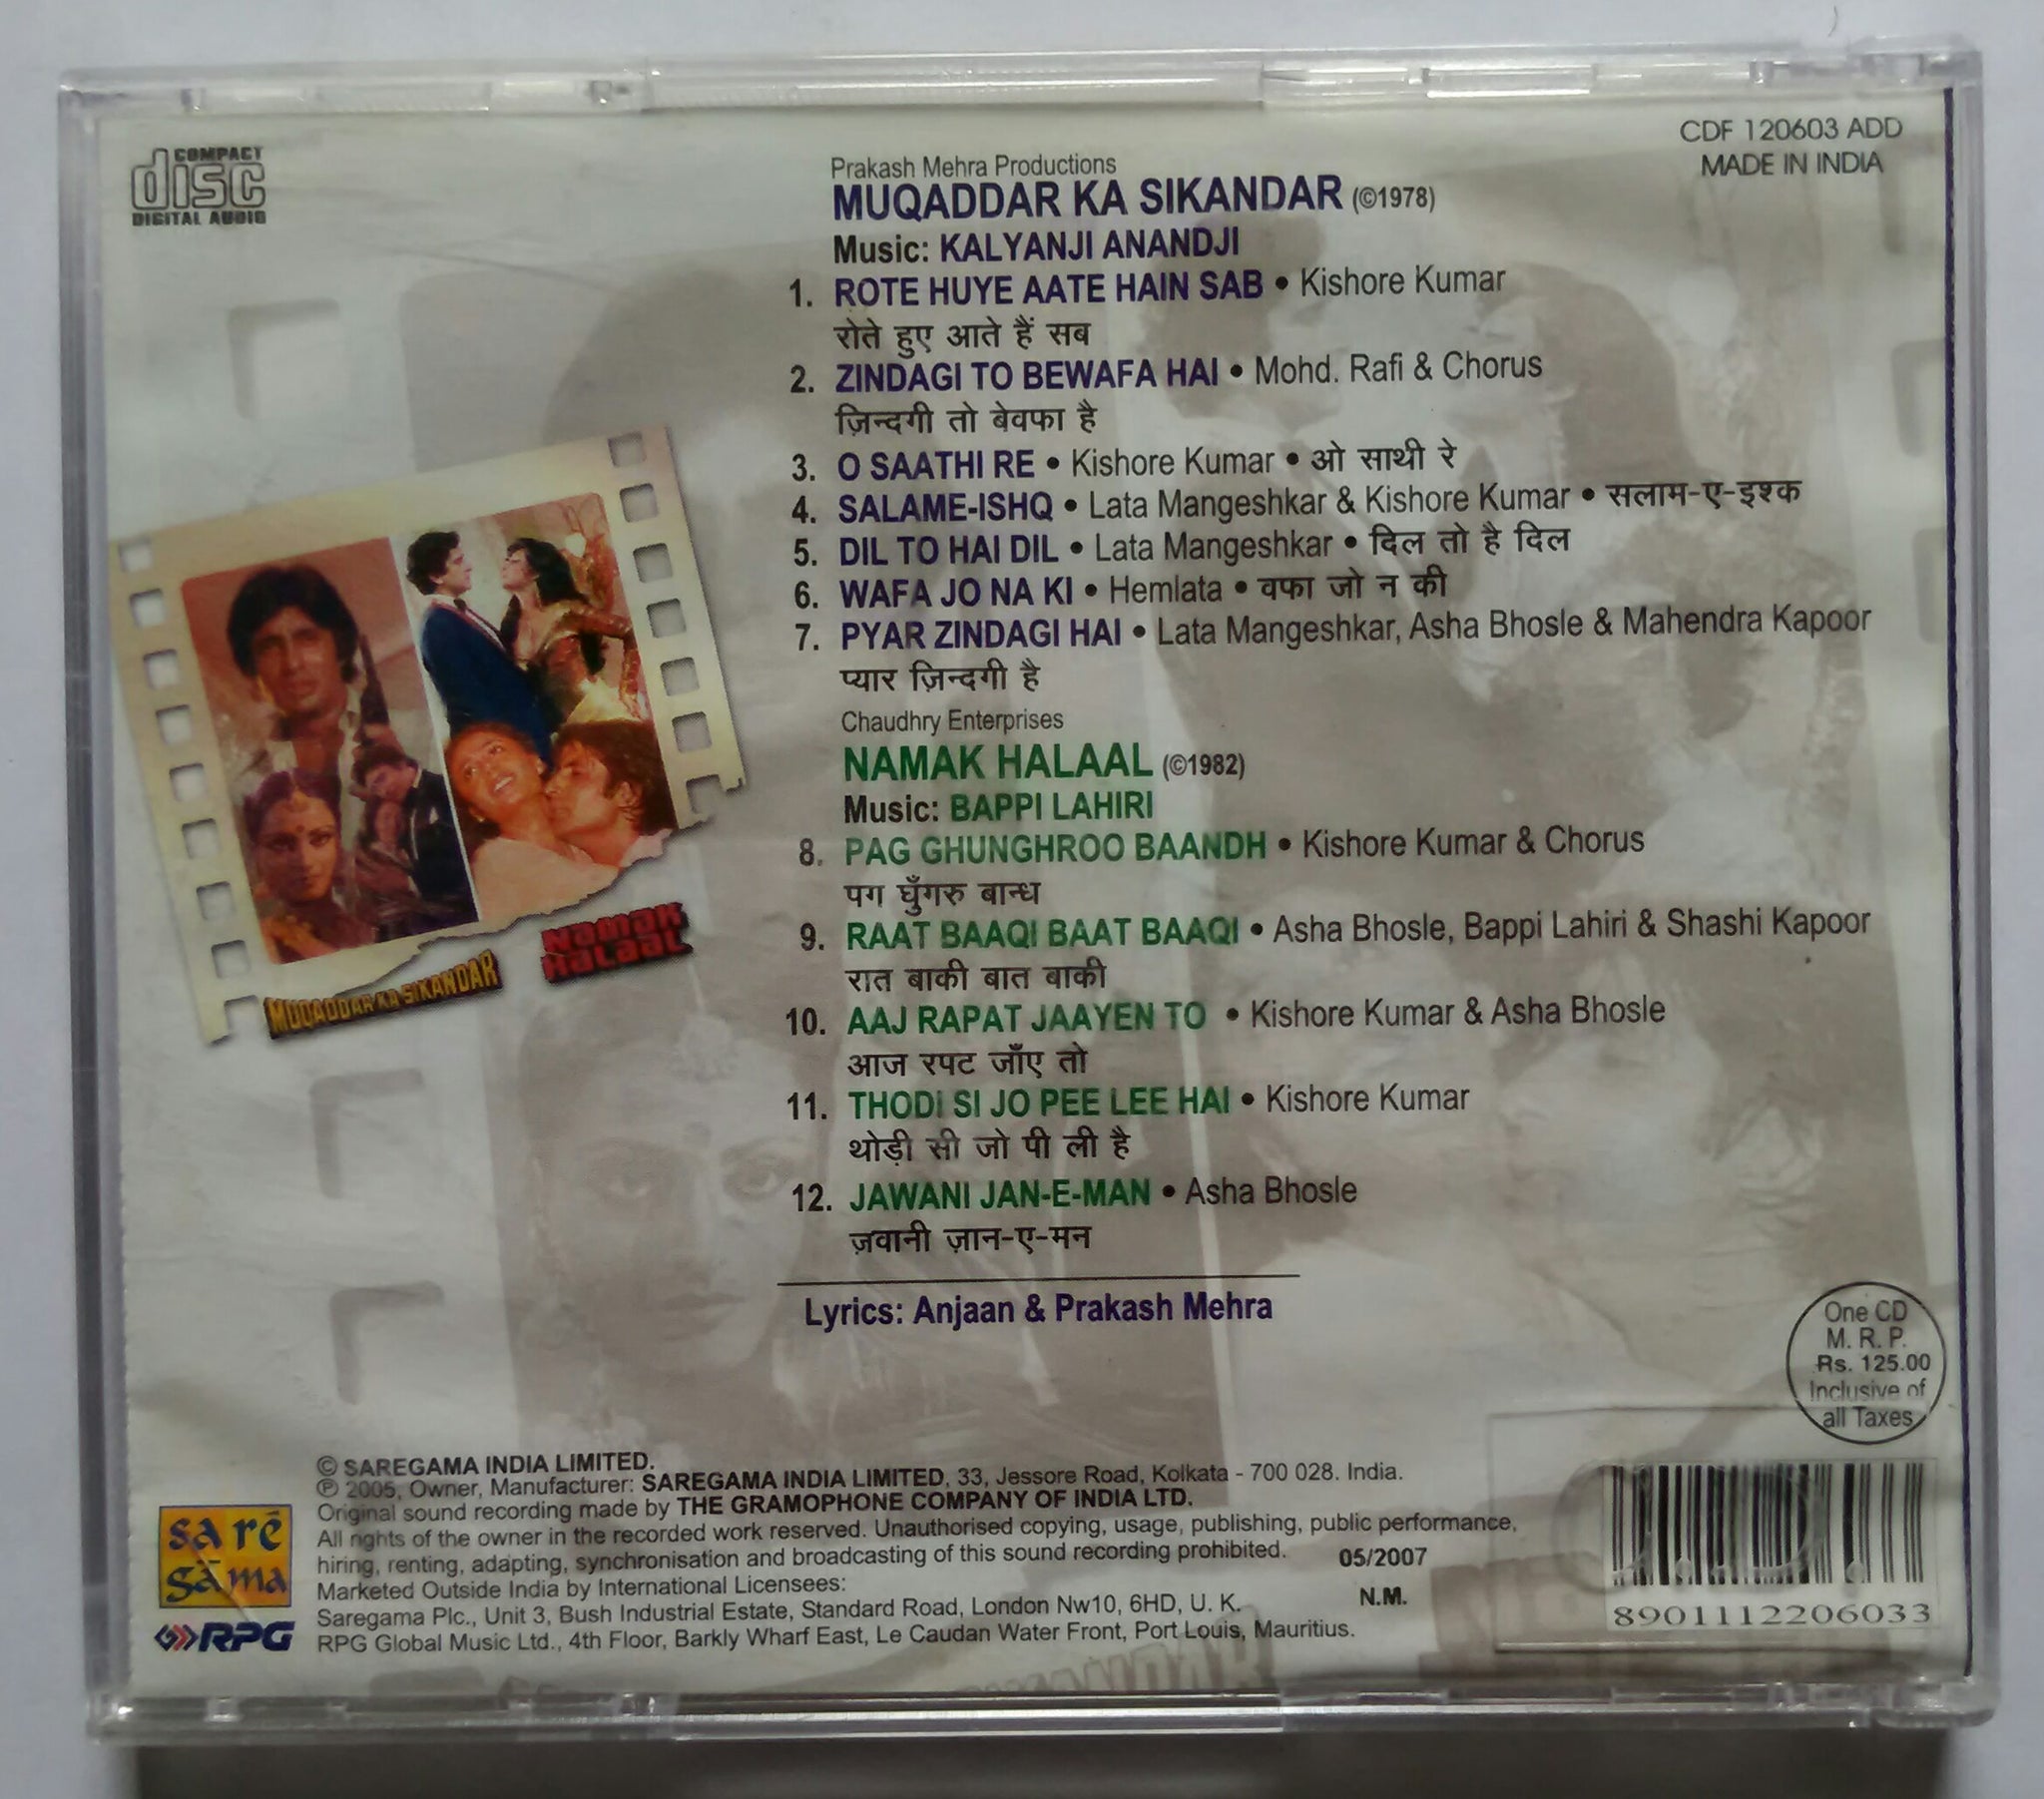 COMPACT
disc
DIGITAL AUDIO
CDF 120603 ADD
MADE IN INDIA
Prakash Mehra Productions
MUQADDAR KA SIKANDAR (©1978)
Music: KALYANJI ANANDJI
1. ROTE HUYE AATE HAIN SAB • Kishore Kumar
रोते हुए आते हैं सब
2. ZINDAGI TO BEWAFA HAI • Mohd. Rafi & Chorus
ज़िन्दगी तो बेवफा है
3. O SAATHI RE • Kishore Kumar • ओ साथी रे
4. SALAME-ISHQ • Lata Mangeshkar & Kishore Kumar • सलाम-ए-इश्क
5. DIL TO HAI DIL • Lata Mangeshkar • दिल तो है दिल
6. WAFA JO NA KI • Hemlata • वफा जो न की
7. PYAR ZINDAGI HAI • Lata Mangeshkar, Asha Bhosle & Mahendra Kapoor
प्यार ज़िन्दगी है
Chaudhry Enterprises
NAMAK HALAAL (©1982)
Music: BAPPI LAHIRI
8. PAG GHUNGHROO BAANDH • Kishore Kumar & Chorus
पग घुँगरु बान्ध
9. RAAT BAAQI BAAT BAAQI • Asha Bhosle, Bappi Lahiri & Shashi Kapoor
रात बाकी बात बाकी
10. AAJ RAPAT JAAYEN TO • Kishore Kumar & Asha Bhosle
आज रपट जाँए तो
11. THODI SI JO PEE LEE HAI • Kishore Kumar
थोड़ी सी जो पी ली है
12. JAWANI JAN-E-MAN • Asha Bhosle
ज़वानी ज़ान-ए-मन
Lyrics: Anjaan & Prakash Mehra
MUQADDAR KA SIKANDAR
NAMAK HALAAL
One CD
M. R. P.
Rs. 125.00
Inclusive of
all Taxes
© SAREGAMA INDIA LIMITED.
℗ 2005, Owner, Manufacturer: SAREGAMA INDIA LIMITED, 33, Jessore Road, Kolkata - 700 028. India.
Original sound recording made by THE GRAMOPHONE COMPANY OF INDIA LTD.
All rights of the owner in the recorded work reserved. Unauthorised copying, usage, publishing, public performance,
hiring, renting, adapting, synchronisation and broadcasting of this sound recording prohibited. 05/2007
Marketed Outside India by International Licensees: N.M.
Saregama Plc., Unit 3, Bush Industrial Estate, Standard Road, London Nw10, 6HD, U. K.
RPG Global Music Ltd., 4th Floor, Barkly Wharf East, Le Caudan Water Front, Port Louis, Mauritius.
sa rē
gā ma
RPG
8901112206033